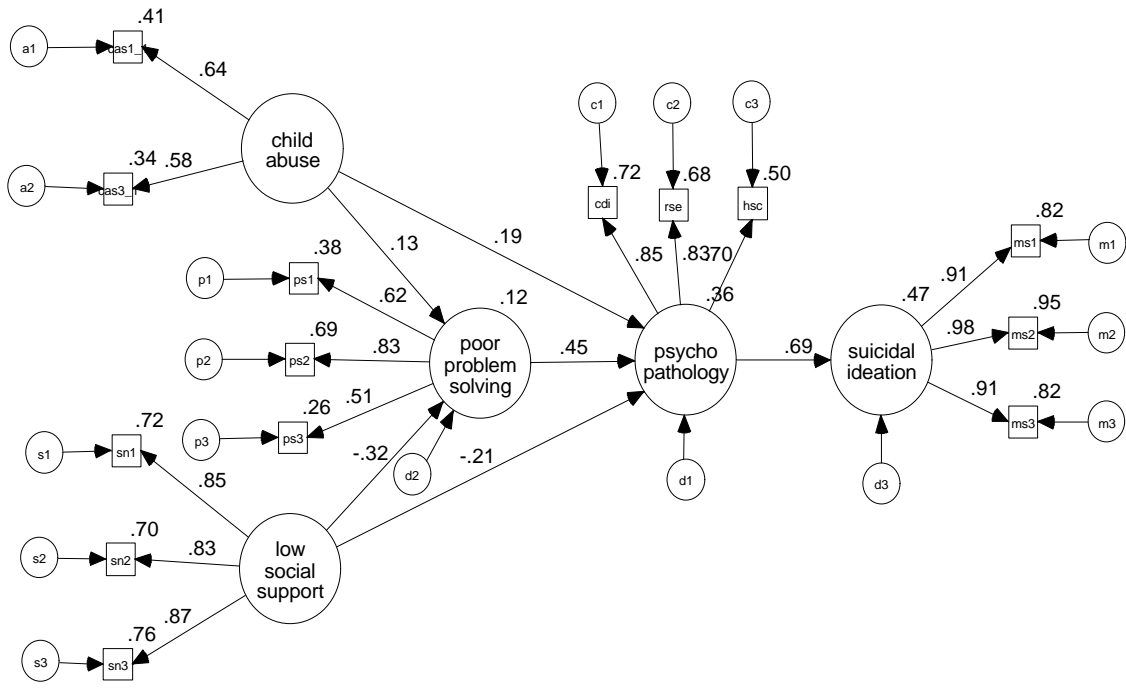 .41
a1
cas1_
.64
child
abuse
.34
.58
a2
cas3_
.13
.19
c1
c2
c3
.72
.68
.50
cdi
rse
hsc
.85
.83
.70
.36
.38
p1
ps1
.62
.12
.69
p2
ps2
.83
poor
problem
solving
.45
psycho
pathology
.69
.47
suicidal
ideation
.82
ms1
m1
.91
.95
.98
ms2
m2
.91
.82
ms3
m3
.26
.51
p3
ps3
.72
s1
sn1
.85
-.32
d2
-.21
d1
d3
.70
s2
sn2
.83
low
social
support
.87
.76
s3
sn3